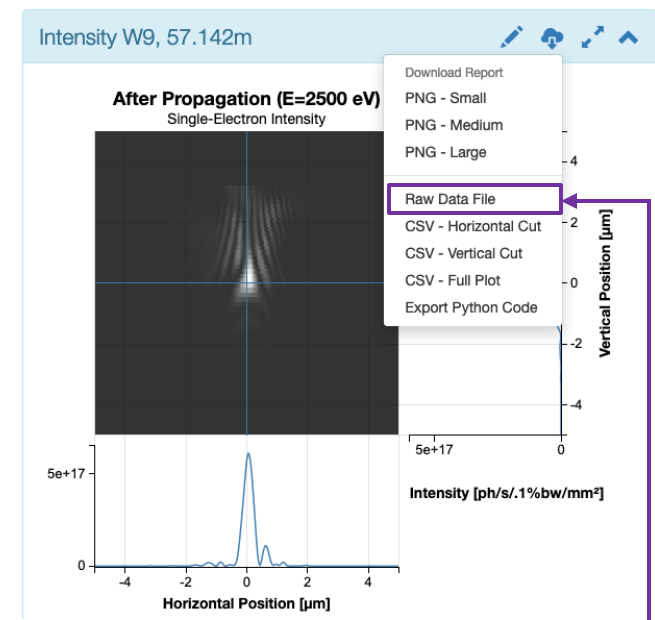 Intensity W9, 57.142m
Download Report
PNG - Small
PNG - Medium
PNG - Large
Raw Data File
CSV - Horizontal Cut
CSV - Vertical Cut
CSV - Full Plot
Export Python Code
After Propagation (E=2500 eV)
Single-Electron Intensity
4
2
0
-2
-4
Vertical Position [µm]
5e+17
0
Intensity [ph/s/.1%bw/mm²]
5e+17
0
-4
-2
0
2
4
Horizontal Position [µm]